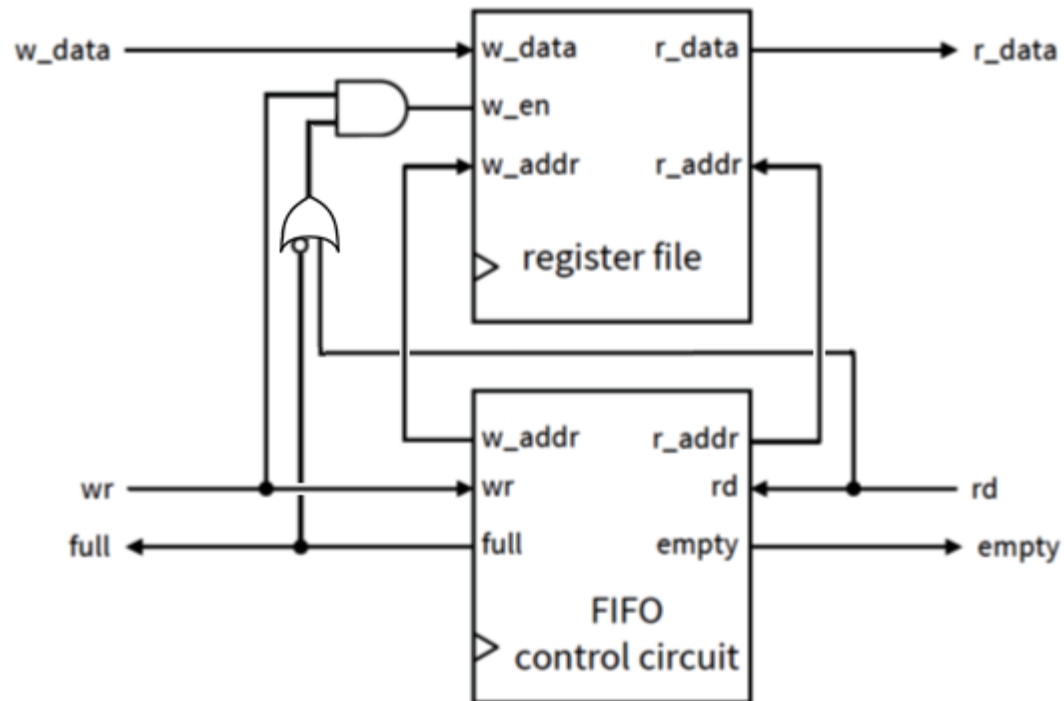 w_data w_data r_data r_data
w_en
w_addr r_addr
register file
w_addr r_addr
wr wr rd rd
full full empty empty
FIFO
control circuit